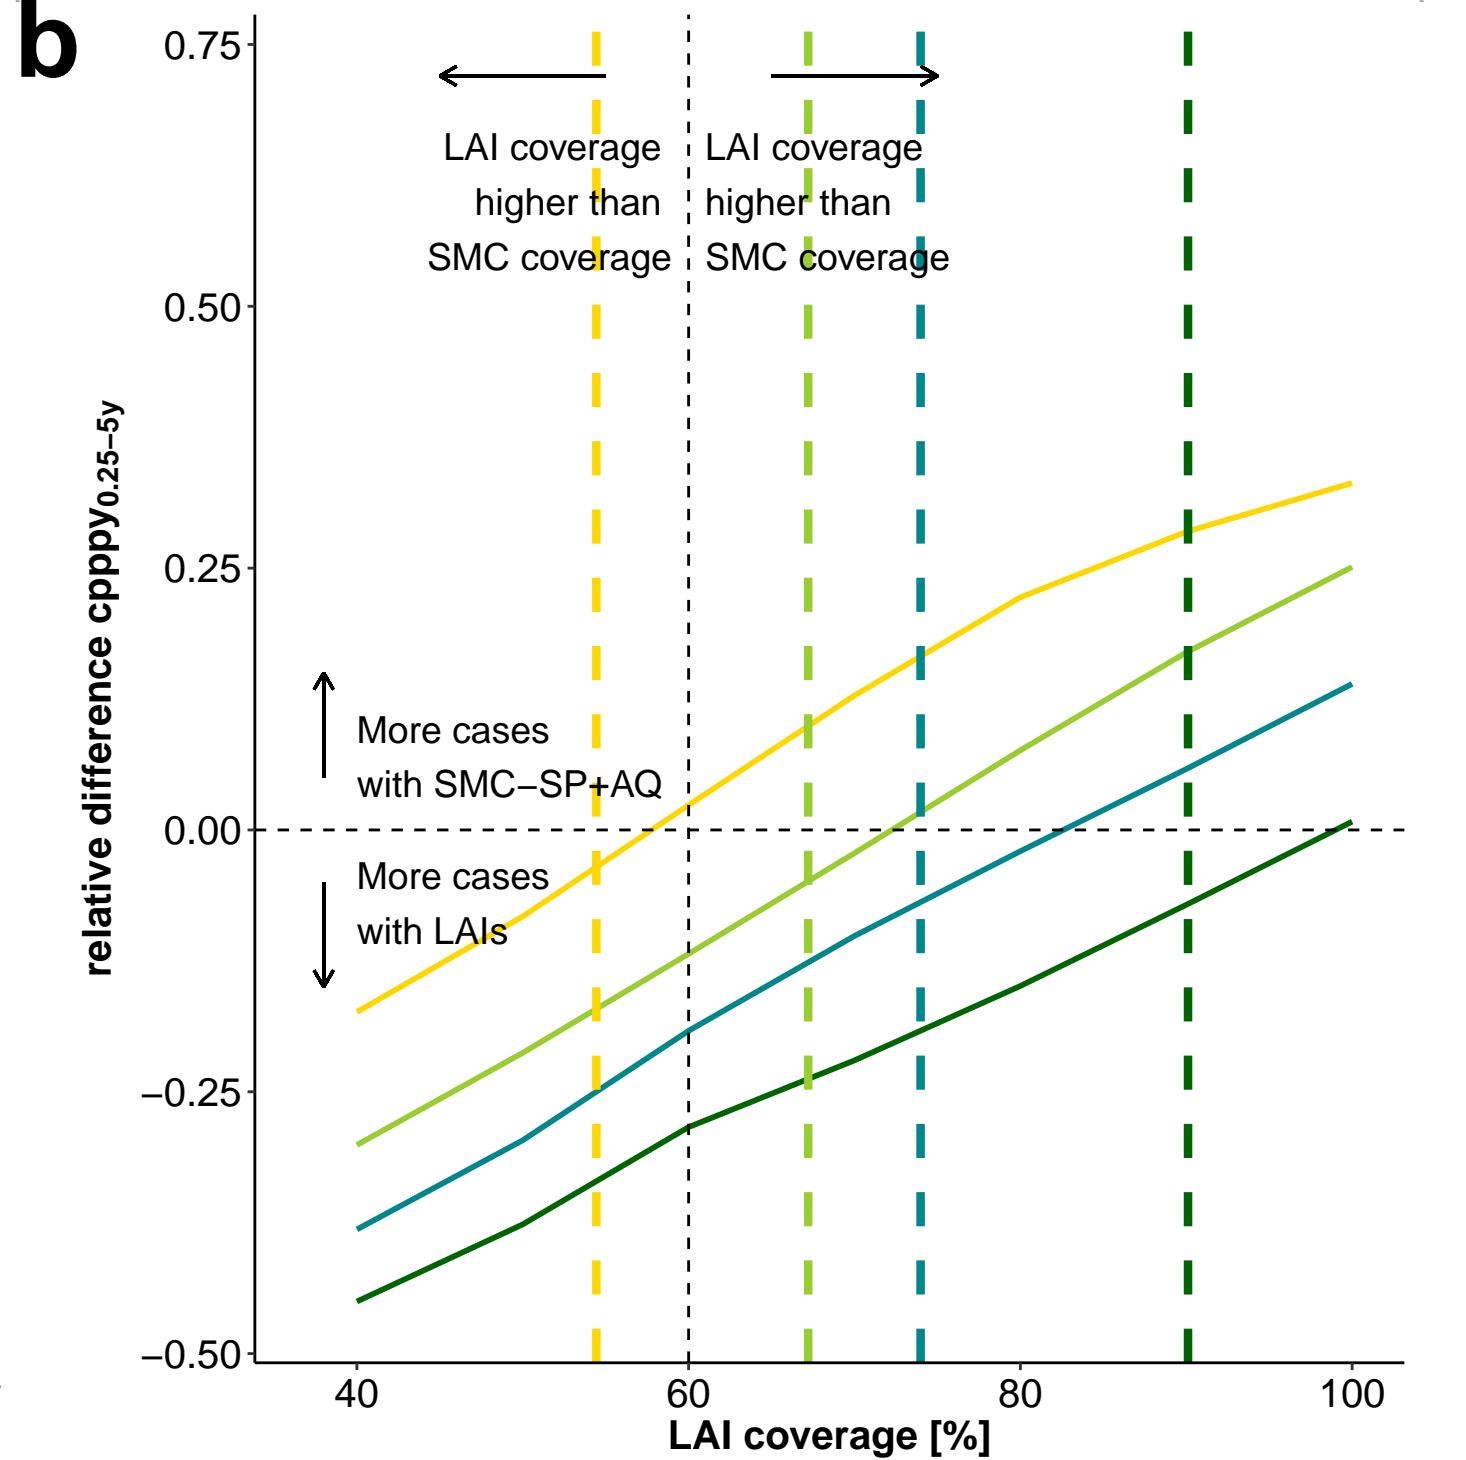 b
0.75
0.50
0.25
0.00
−0.25
−0.50
relative difference cpppy0.25−5y
LAI coverage
higher than
SMC coverage
LAI coverage
higher than
SMC coverage
More cases
with SMC−SP+AQ
More cases
with LAIs
40 60 80 100
LAI coverage [%]